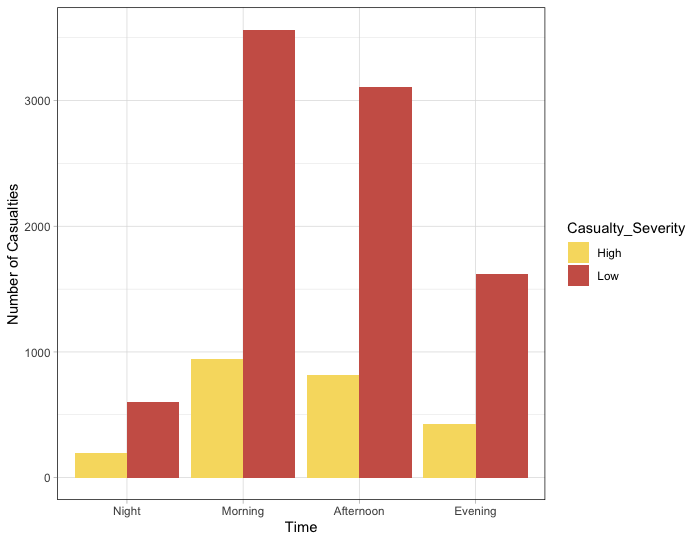 Number of Casualties
3000
2000
1000
0
Night
Morning
Afternoon
Evening
Time
Casualty_Severity
High
Low